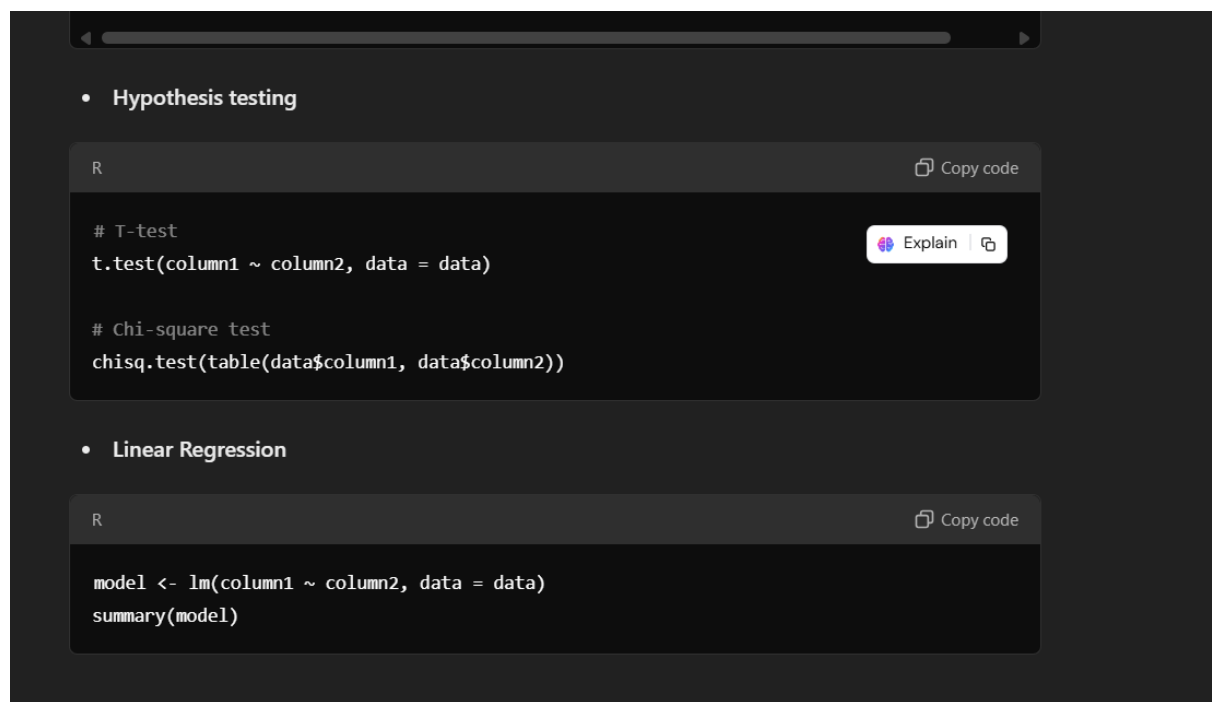 Hypothesis testing
R
Copy code
# T-test
Explain
t.test(column1 ~ column2, data = data)
# Chi-square test
chisq.test(table(data$column1, data$column2))
Linear Regression
R
Copy code
model <- lm(column1 ~ column2, data = data)
summary(model)